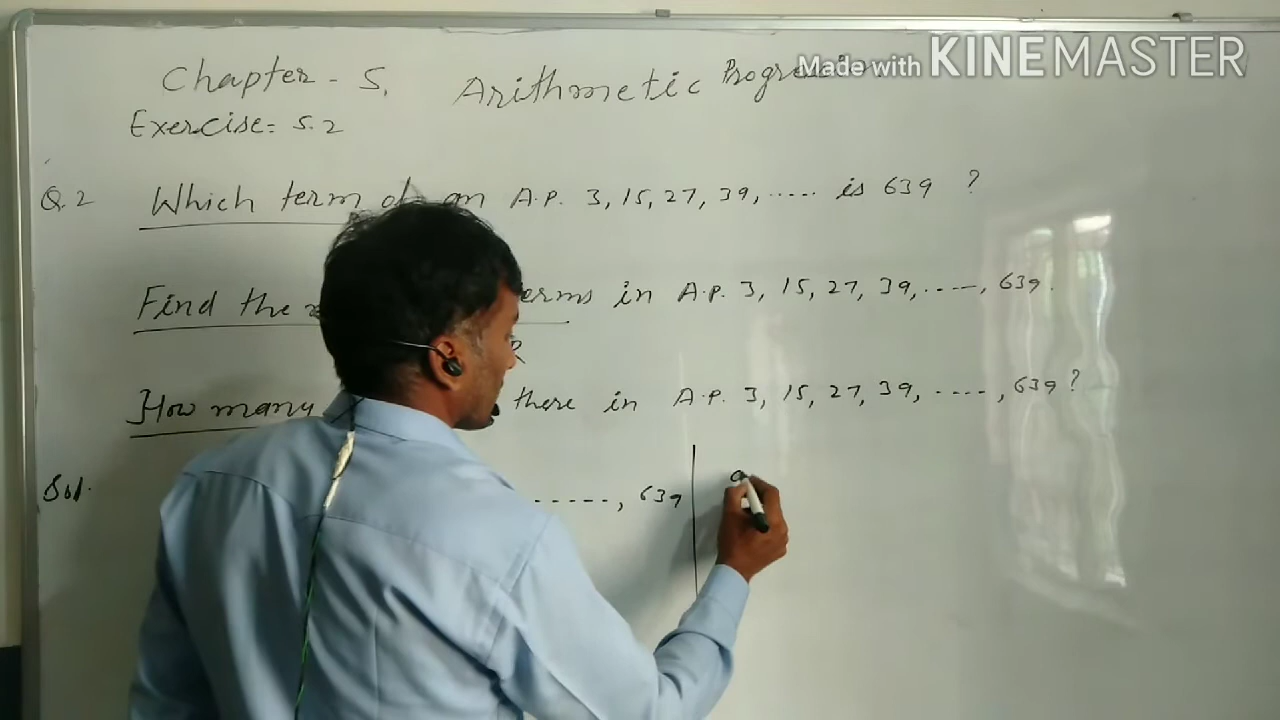 Chapter - 5. Arithmetic Progression
Made with KINEMASTER
Exercise= 5.2
Q.2 Which term of an A.P. 3, 15, 27, 39, ..... is 639 ?
Find the erms in A.P. 3, 15, 27, 39, ....., 639.
R
How many there in A.P. 3, 15, 27, 39, ....., 639?
Sol. ......, 639 a